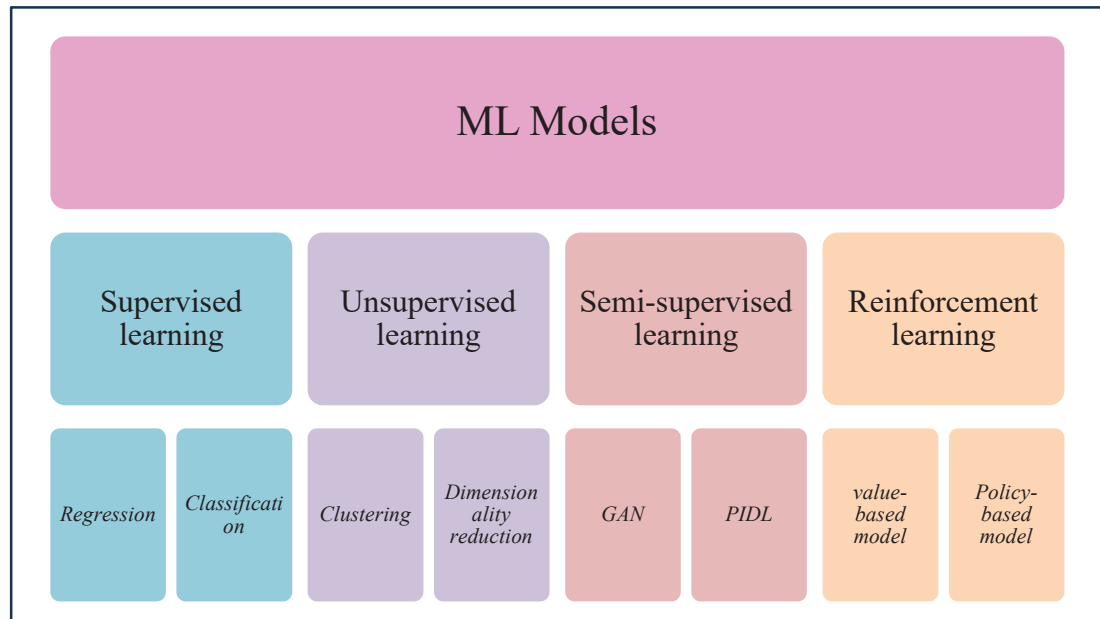 ML Models
Supervised
learning
Unsupervised
learning
Semi-supervised
learning
Reinforcement
learning
Regression
Classificati
on
Clustering
Dimension
ality
reduction
GAN
PIDL
value-
based
model
Policy-
based
model